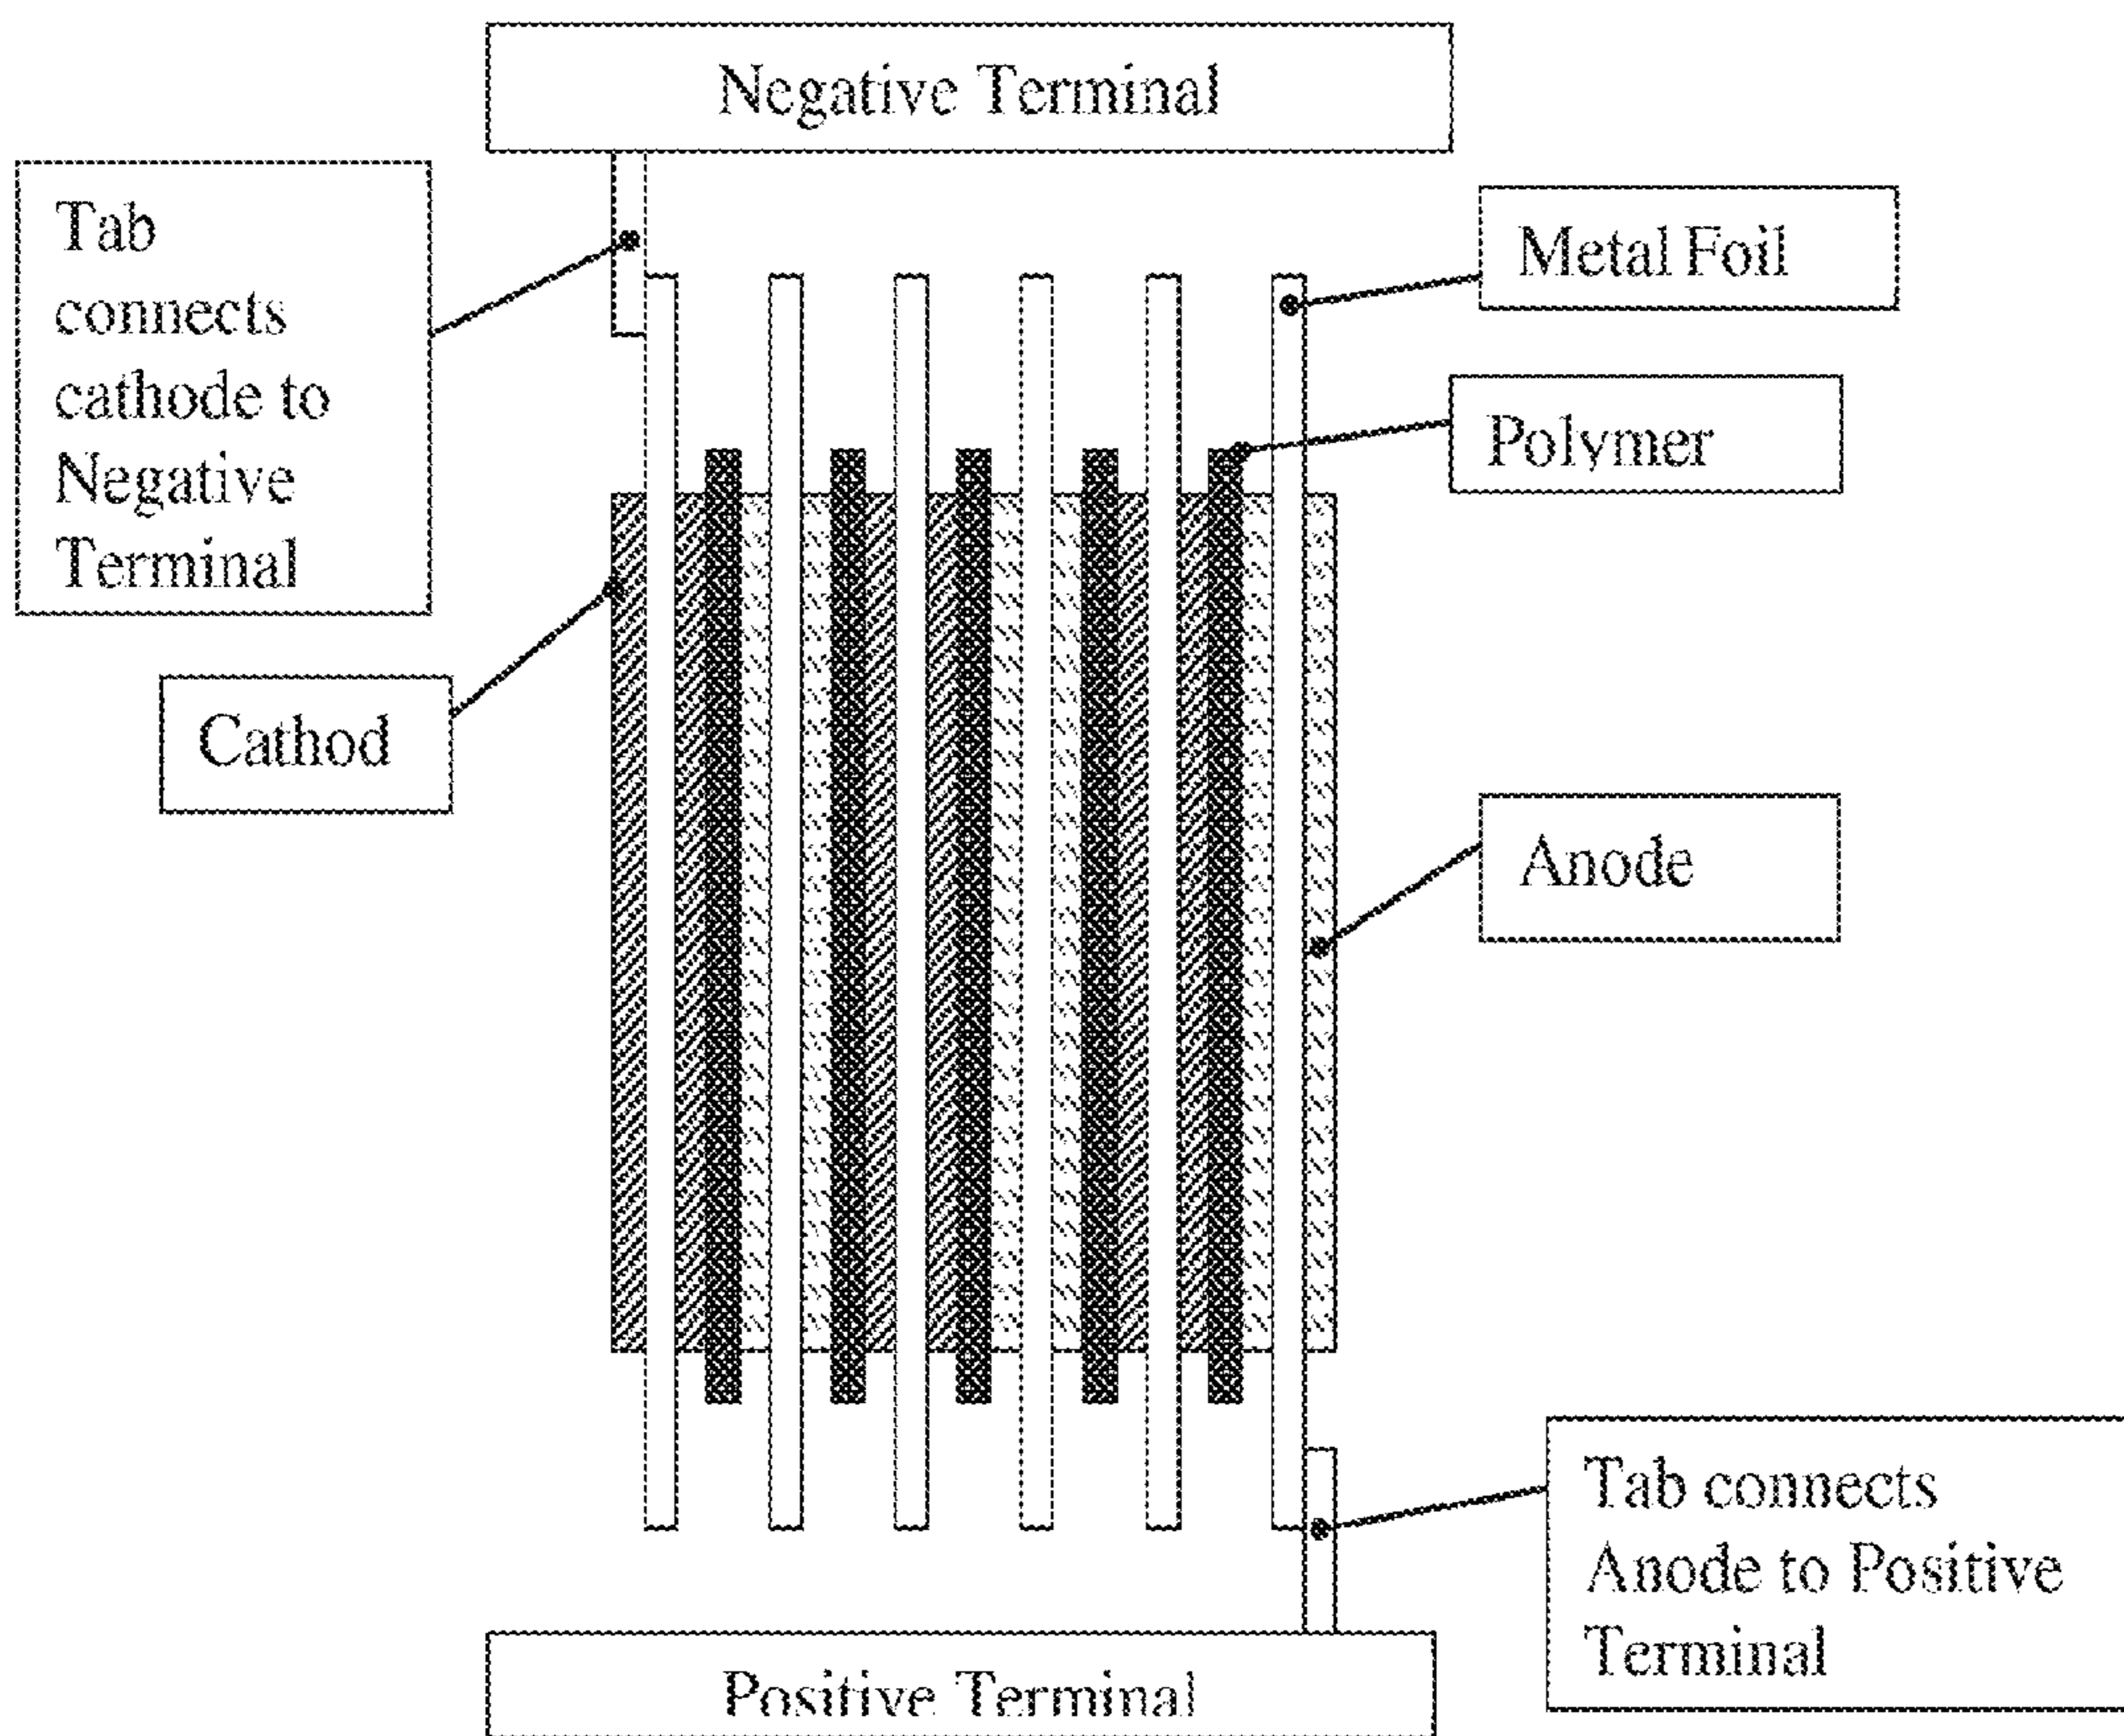 Negative Terminal
Tab
connects
cathode to
Negative
Terminal
Metal Foil
Polymer
Cathod
Anode
Tab connects
Anode to Positive
Terminal
Positive Terminal